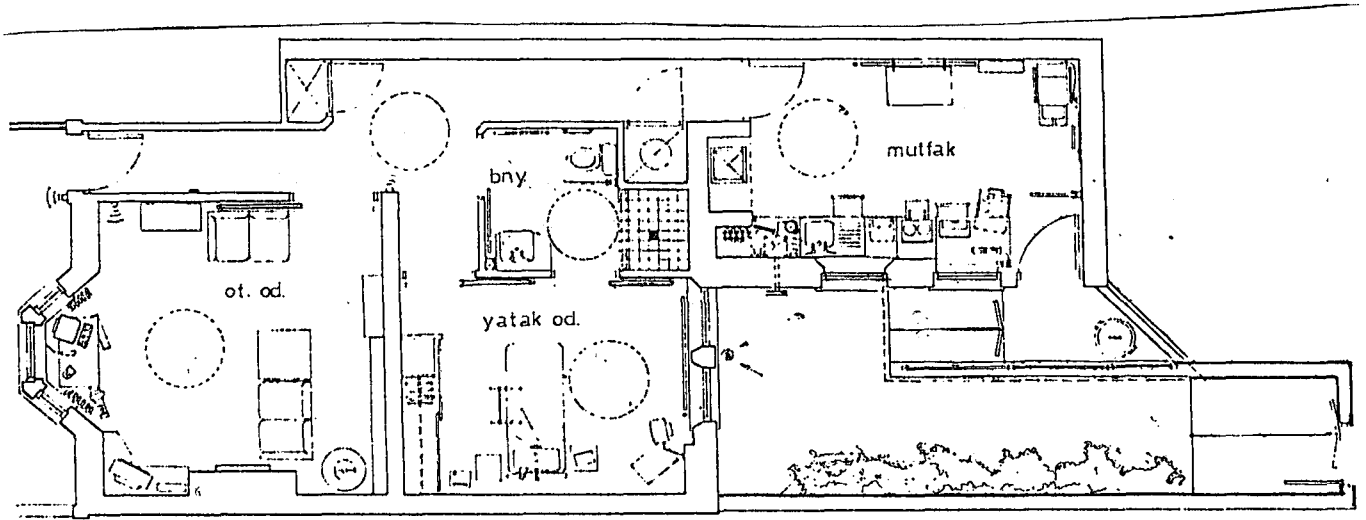 mutfak
bny.
ot. od.
yatak od.